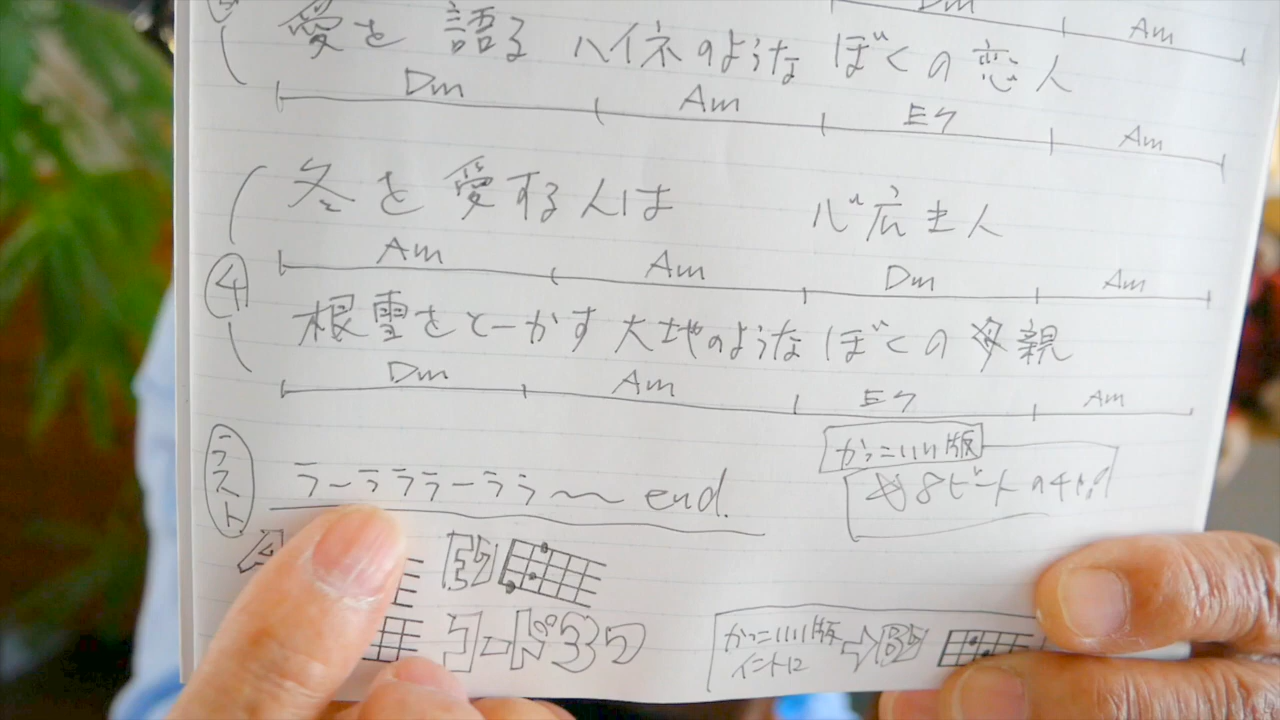 Dm
Am
愛を 語る ハイネのような ぼくの 恋人
Dm Am E7 Am
冬を 愛する人は 心広き人
Am Am Dm Am
④
根雪をとーかす 大地のような ぼくの 母親
Dm Am E7 Am
かっこいい版
ラスト
ラーラララーララ〜〜 end.
8ビートの
E7
コード3つ
かっこいい版
イントロに
⇨B7